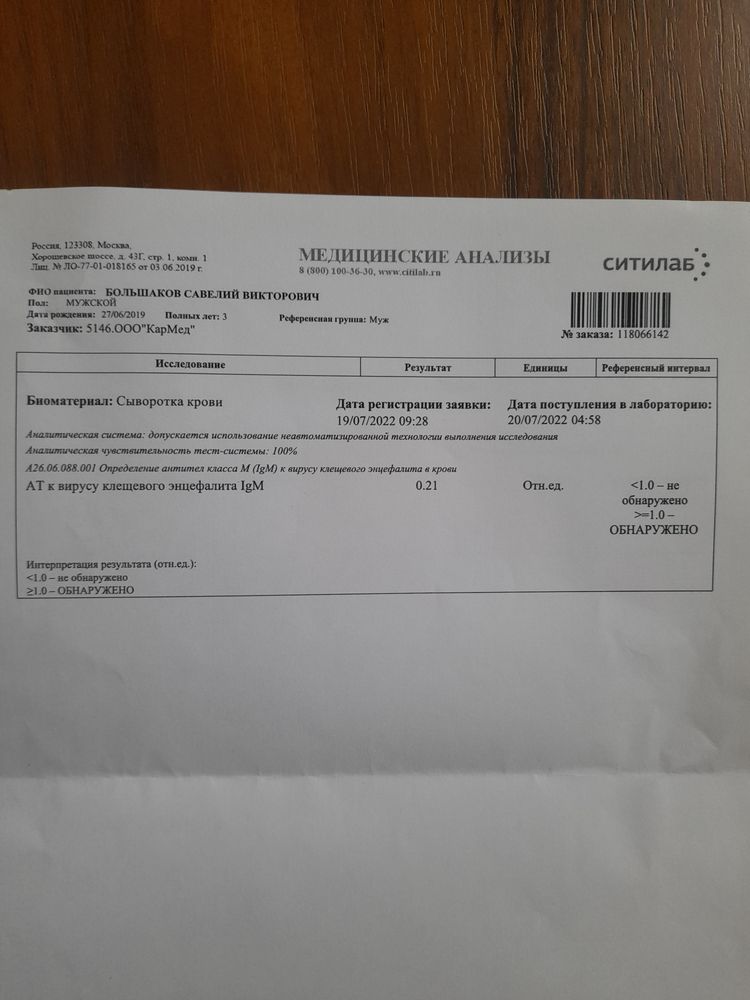 Россия, 123308, Москва,
Хорошевское шоссе, д. 43Г, стр. 1, комн. 1
Лиц. № ЛО-77-01-018165 от 03.06.2019 г.
МЕДИЦИНСКИЕ АНАЛИЗЫ
8 (800) 100-36-30, www.citilab.ru
СИТИЛАБ
ФИО пациента: БОЛЬШАКОВ САВЕЛИЙ ВИКТОРОВИЧ
Пол: МУЖСКОЙ
Дата рождения: 27/06/2019 Полных лет: 3 Референсная группа: Муж
Заказчик: 5146.ООО"КарМед"
№ заказа: 118066142
Исследование Результат Единицы Референсный интервал
Биоматериал: Сыворотка крови Дата регистрации заявки: Дата поступления в лабораторию:
19/07/2022 09:28 20/07/2022 04:58
Аналитическая система: допускается использование неавтоматизированной технологии выполнения исследования
Аналитическая чувствительность тест-системы: 100%
A26.06.088.001 Определение антител класса M (IgM) к вирусу клещевого энцефалита в крови
АТ к вирусу клещевого энцефалита IgM 0.21 Отн.ед. <1.0 – не
обнаружено
>=1.0 –
ОБНАРУЖЕНО
Интерпретация результата (отн.ед.):
<1.0 – не обнаружено
≥1.0 – ОБНАРУЖЕНО